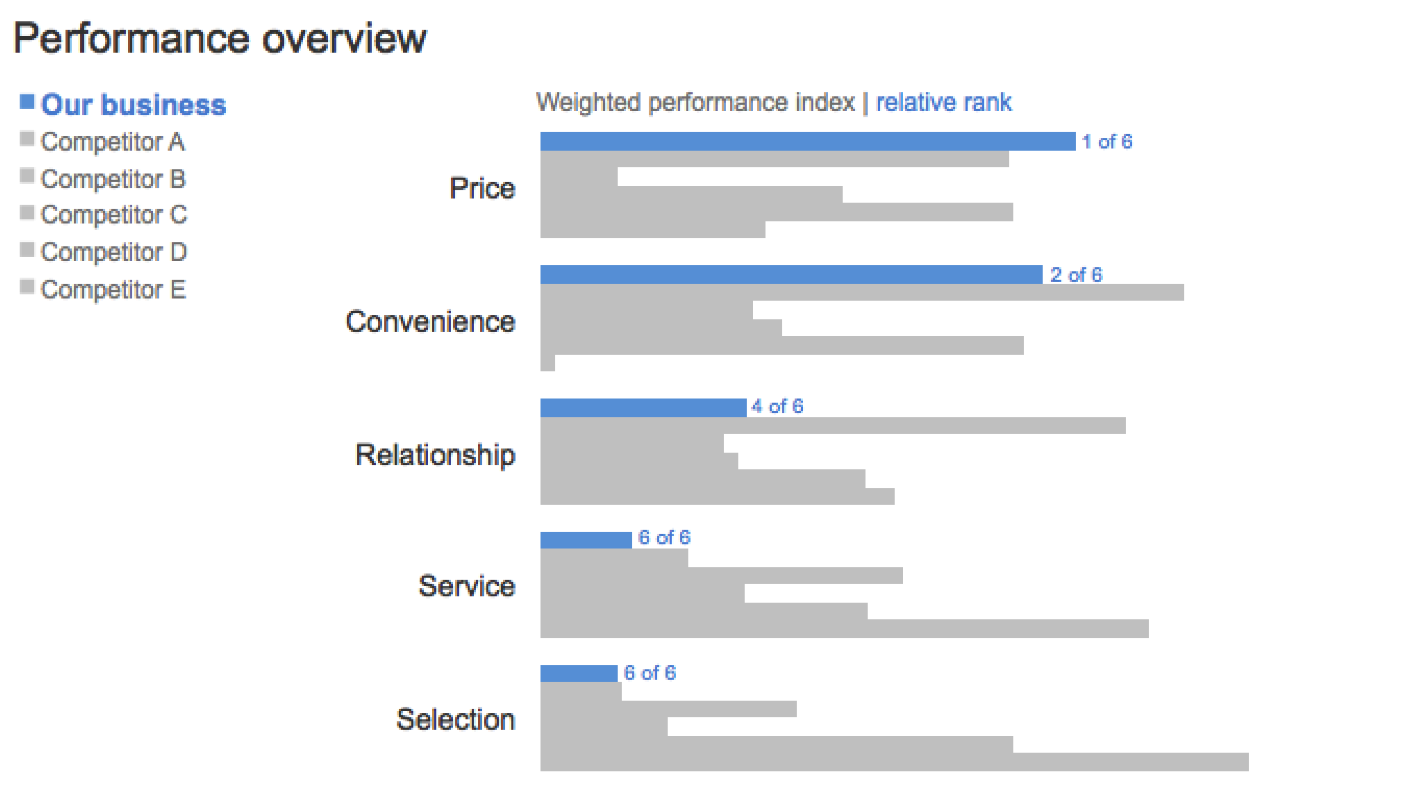 Performance overview
Our business
Competitor A
Competitor B
Competitor C
Competitor D
Competitor E
Weighted performance index | relative rank
Price
1 of 6
Convenience
2 of 6
Relationship
4 of 6
Service
6 of 6
Selection
6 of 6